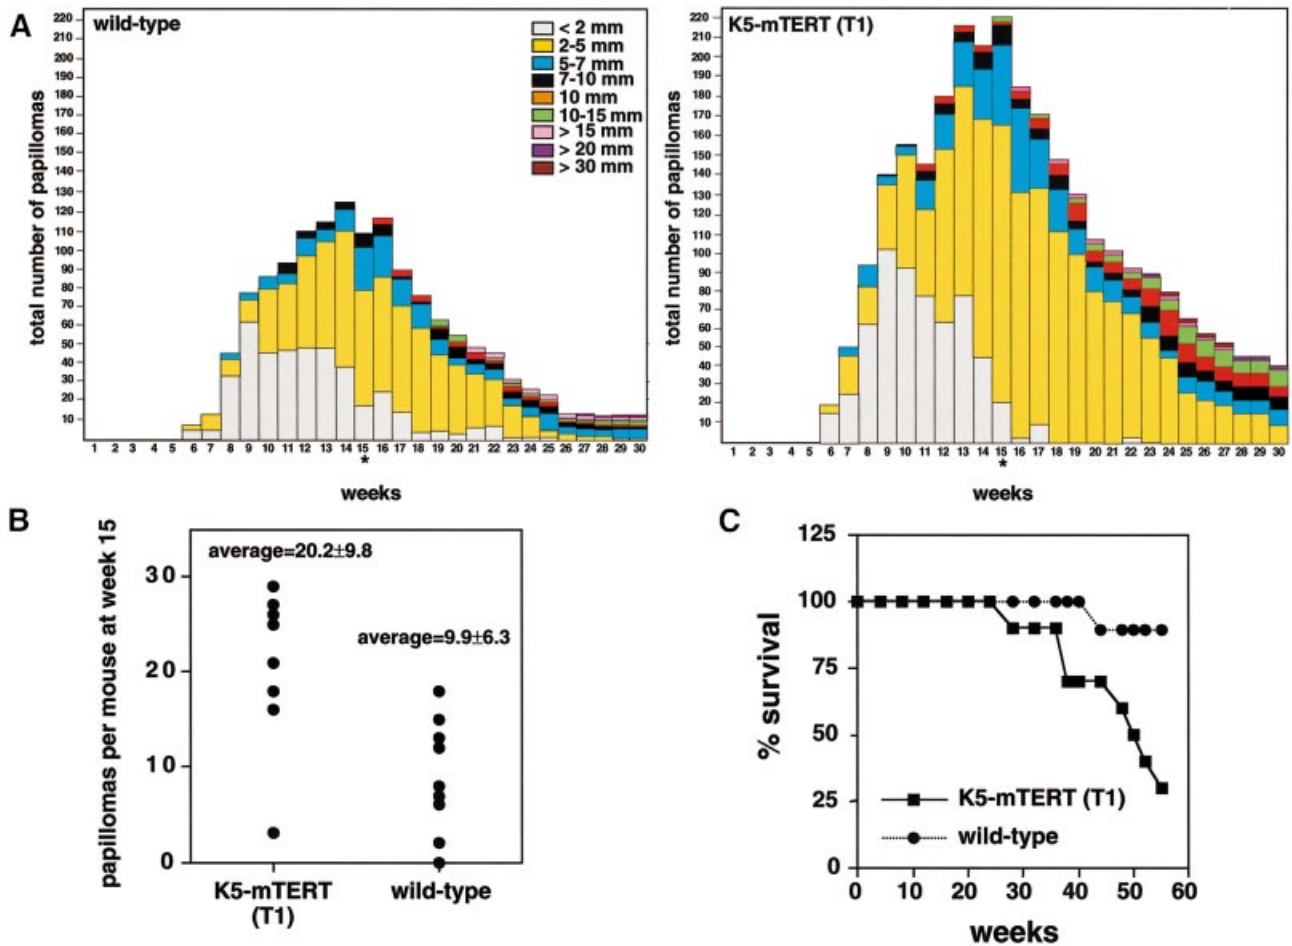 A
wild-type
< 2 mm
2-5 mm
5-7 mm
7-10 mm
10 mm
10-15 mm
> 15 mm
> 20 mm
> 30 mm
total number of papillomas
220
210
200
190
180
170
160
150
140
130
120
110
100
90
80
70
60
50
40
30
20
10
1 2 3 4 5 6 7 8 9 10 11 12 13 14 15 16 17 18 19 20 21 22 23 24 25 26 27 28 29 30
*
weeks
K5-mTERT (T1)
total number of papillomas
220
210
200
190
180
170
160
150
140
130
120
110
100
90
80
70
60
50
40
30
20
10
1 2 3 4 5 6 7 8 9 10 11 12 13 14 15 16 17 18 19 20 21 22 23 24 25 26 27 28 29 30
*
weeks
B
papillomas per mouse at week 15
average=20.2±9.8
average=9.9±6.3
30
20
10
0
K5-mTERT
(T1)
wild-type
C
% survival
125
100
75
50
25
0
K5-mTERT (T1)
wild-type
0 10 20 30 40 50 60
weeks